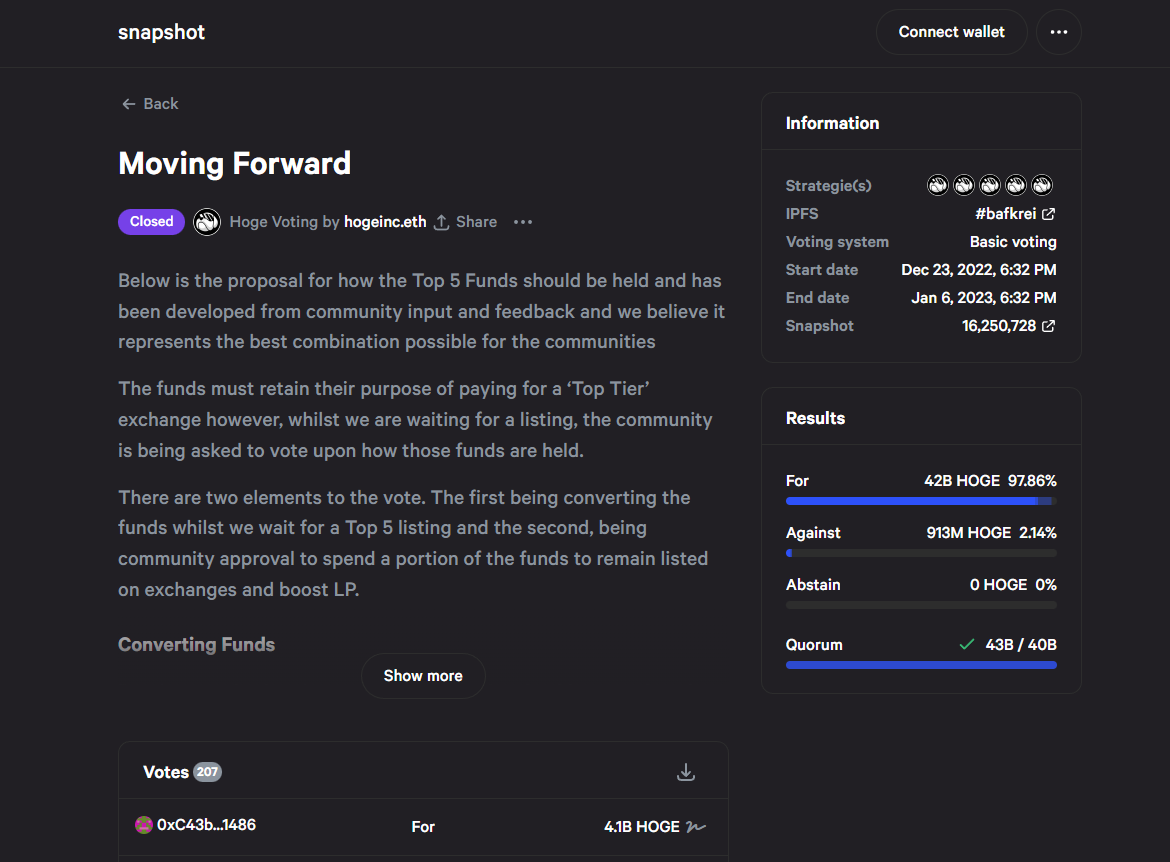 snapshot
Connect wallet
Back
Moving Forward
Closed Hoge Voting by hogeinc.eth Share
Below is the proposal for how the Top 5 Funds should be held and has
been developed from community input and feedback and we believe it
represents the best combination possible for the communities
The funds must retain their purpose of paying for a ‘Top Tier’
exchange however, whilst we are waiting for a listing, the community
is being asked to vote upon how those funds are held.
There are two elements to the vote. The first being converting the
funds whilst we wait for a Top 5 listing and the second, being
community approval to spend a portion of the funds to remain listed
on exchanges and boost LP.
Converting Funds
Show more
Votes 207
0xC43b...1486 For 4.1B HOGE
Information
Strategie(s)
IPFS #bafkrei
Voting system Basic voting
Start date Dec 23, 2022, 6:32 PM
End date Jan 6, 2023, 6:32 PM
Snapshot 16,250,728
Results
For 42B HOGE 97.86%
Against 913M HOGE 2.14%
Abstain 0 HOGE 0%
Quorum 43B / 40B